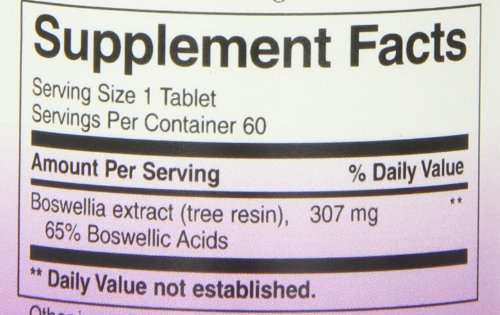 Supplement Facts
Serving Size 1 Tablet
Servings Per Container 60
Amount Per Serving % Daily Value
Boswellia extract (tree resin), 307 mg **
65% Boswellic Acids
** Daily Value not established.